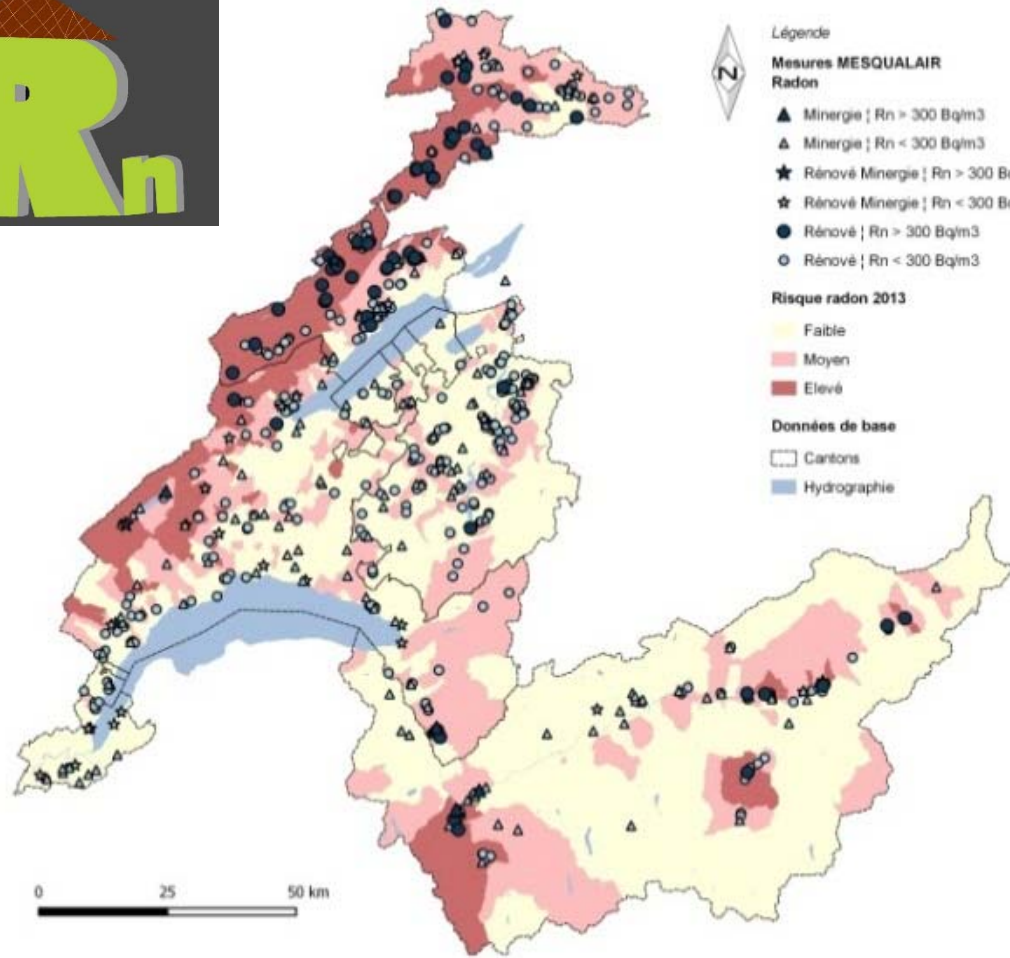 Rn
N
Légende
Mesures MESQUALAIR
Radon
Minergie ¦ Rn > 300 Bq/m3
Minergie ¦ Rn < 300 Bq/m3
Rénové Minergie ¦ Rn > 300 B
Rénové Minergie ¦ Rn < 300 B
Rénové ¦ Rn > 300 Bq/m3
Rénové ¦ Rn < 300 Bq/m3
Risque radon 2013
Faible
Moyen
Elevé
Données de base
Cantons
Hydrographie
0 25 50 km